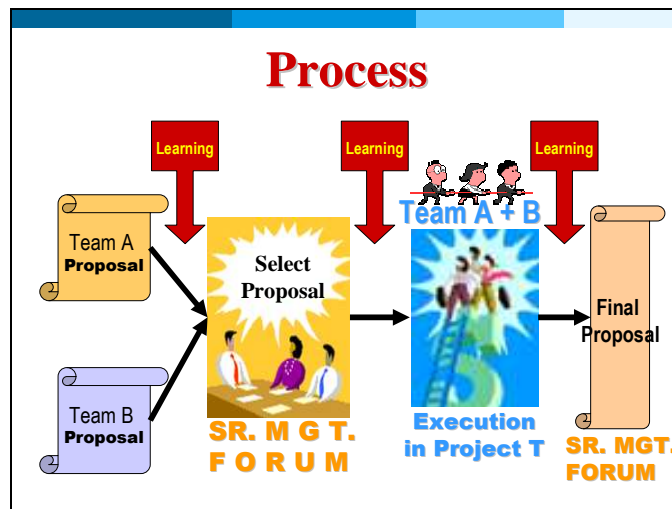 Process
Learning
Learning
Learning
Team A
Proposal
Team B
Proposal
Select
Proposal
SR. M G T.
F O R U M
Team A + B
Execution
in Project T
Final
Proposal
SR. MGT.
FORUM